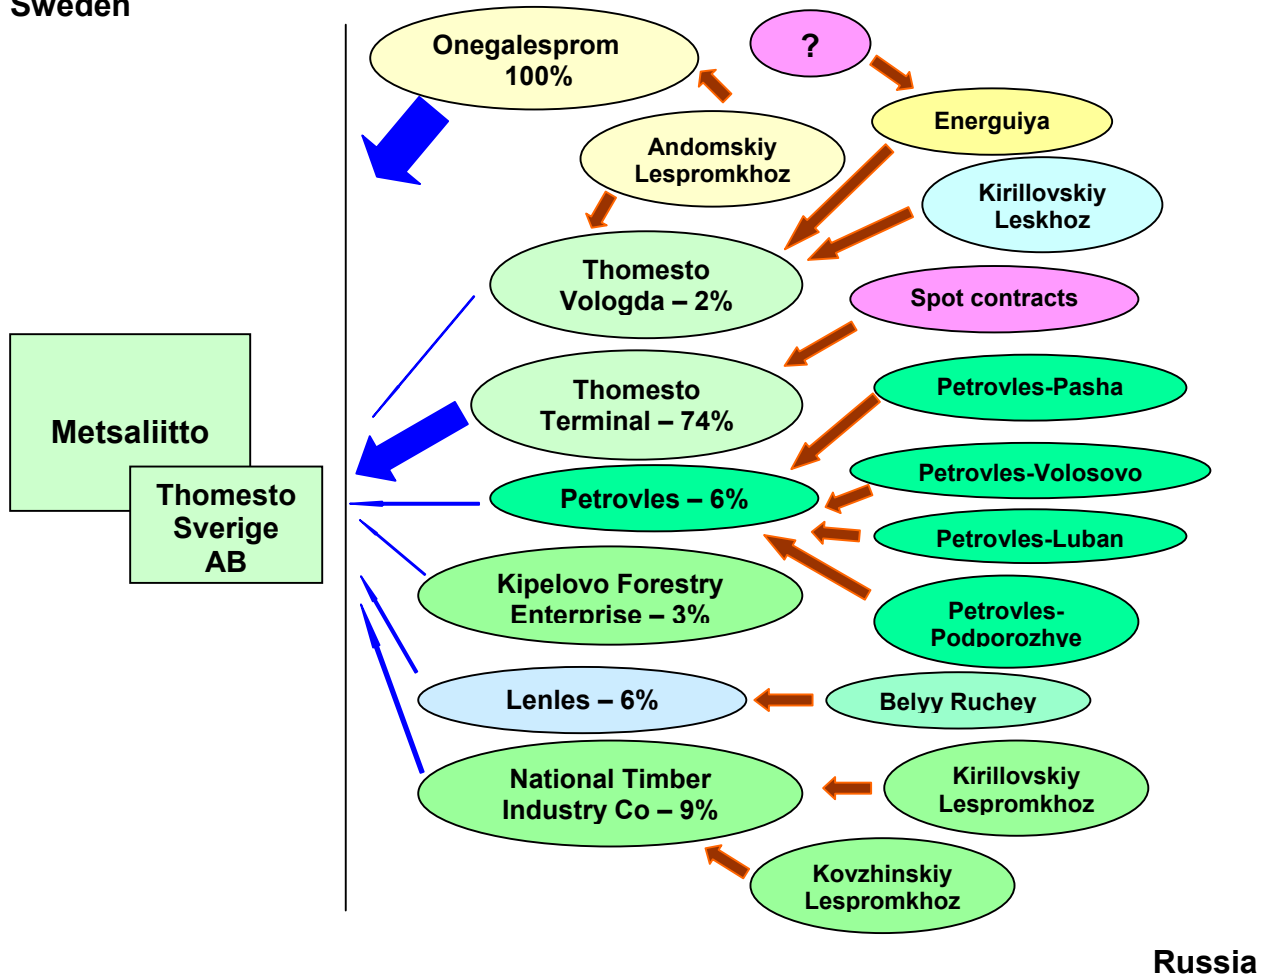 Sweden
Onegalesprom
100%
?
Energuiya
Andomskiy
Lespromkhoz
Kirillovskiy
Leskhoz
Thomesto
Vologda – 2%
Spot contracts
Thomesto
Terminal – 74%
Petrovles-Pasha
Metsaliitto
Petrovles-Volosovo
Thomesto
Sverige
AB
Petrovles – 6%
Petrovles-Luban
Kipelovo Forestry
Enterprise – 3%
Petrovles-
Podporozhye
Lenles – 6%
Belyy Ruchey
National Timber
Industry Co – 9%
Kirillovskiy
Lespromkhoz
Kovzhinskiy
Lespromkhoz
Russia